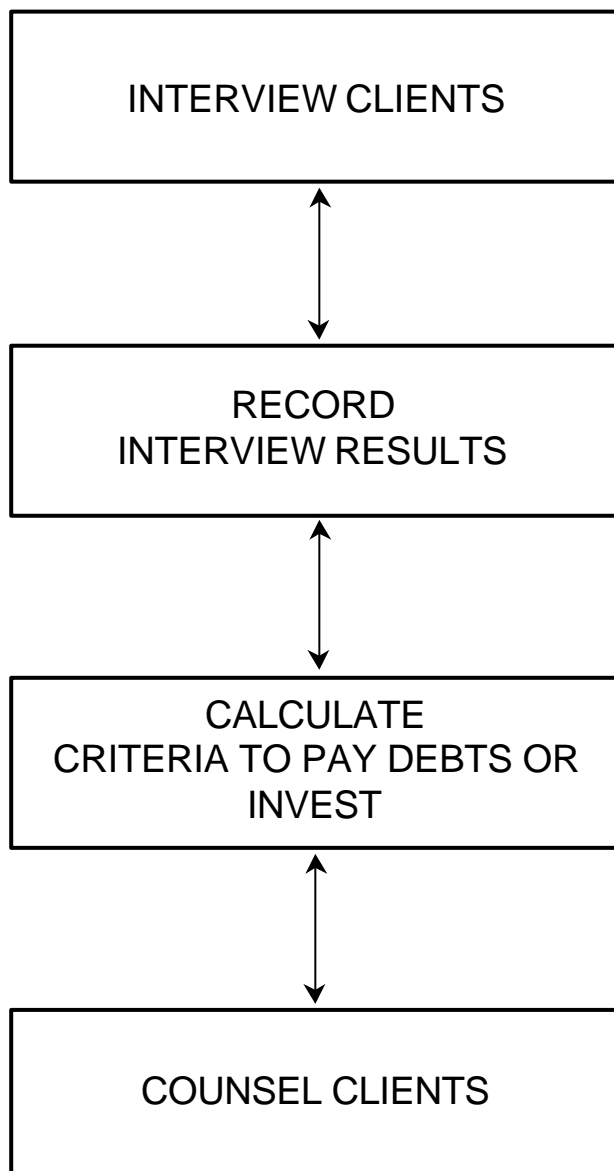 INTERVIEW CLIENTS
RECORD
INTERVIEW RESULTS
CALCULATE
CRITERIA TO PAY DEBTS OR
INVEST
COUNSEL CLIENTS